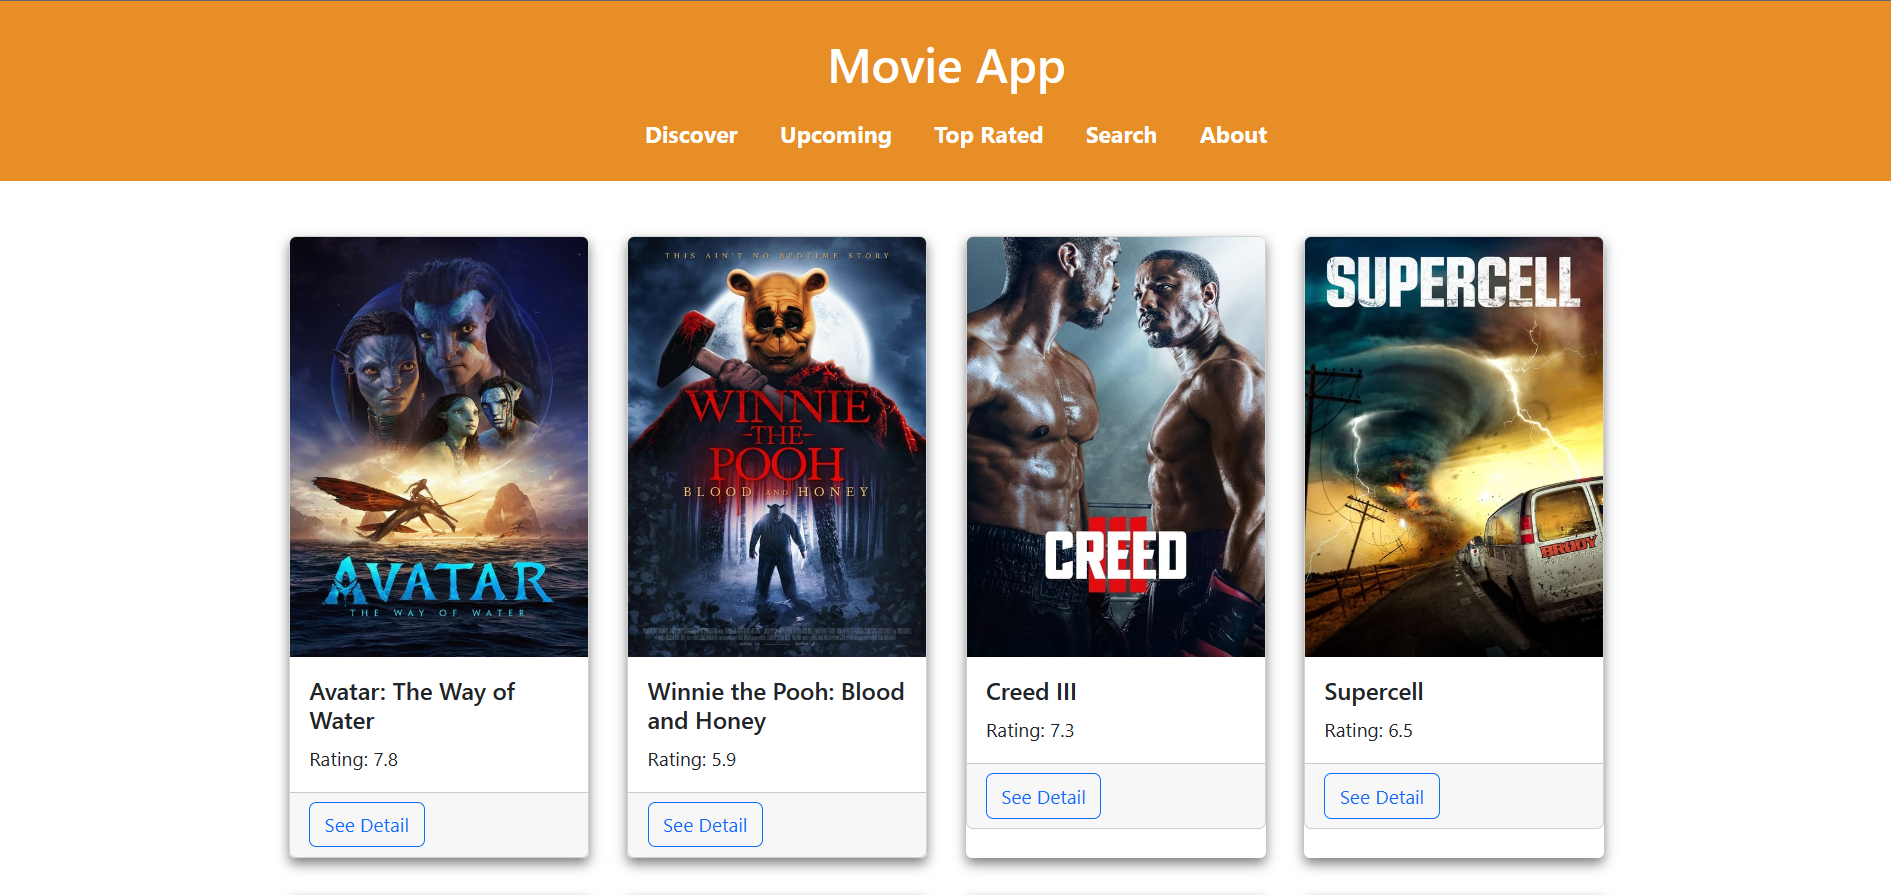 Movie App
Discover Upcoming Top Rated Search About
AVATAR
THE WAY OF WATER
Avatar: The Way of
Water
Rating: 7.8
See Detail
THIS AIN'T NO BEDTIME STORY
WINNIE
-THE-
POOH
BLOOD AND HONEY
Winnie the Pooh: Blood
and Honey
Rating: 5.9
See Detail
CREED
III
Creed III
Rating: 7.3
See Detail
SUPERCELL
BRODY
Supercell
Rating: 6.5
See Detail